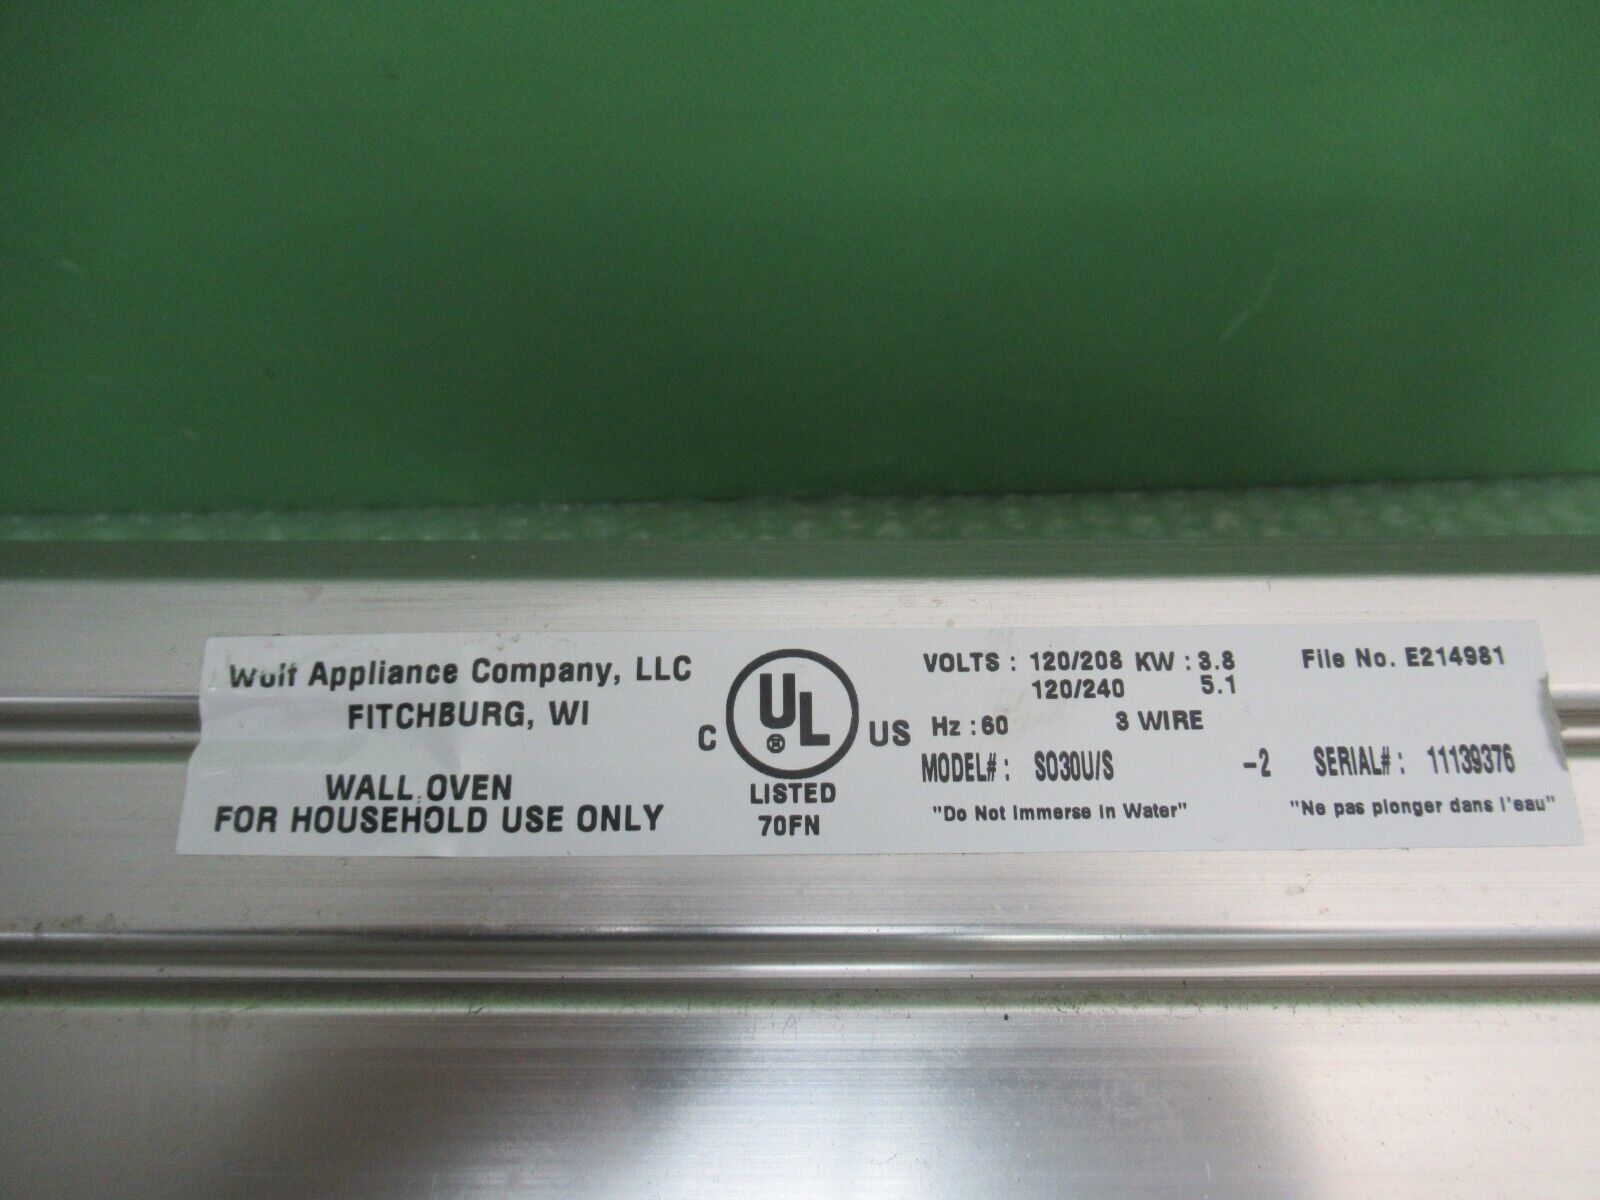 Wolf Appliance Company, LLC
FITCHBURG, WI
WALL OVEN
FOR HOUSEHOLD USE ONLY
C UL ® US
LISTED
70FN
VOLTS : 120/208 KW : 3.8
120/240 5.1
Hz : 60 3 WIRE
MODEL# : SO30U/S -2
"Do Not Immerse in Water"
File No. E214981
SERIAL# : 11139376
"Ne pas plonger dans l'eau"